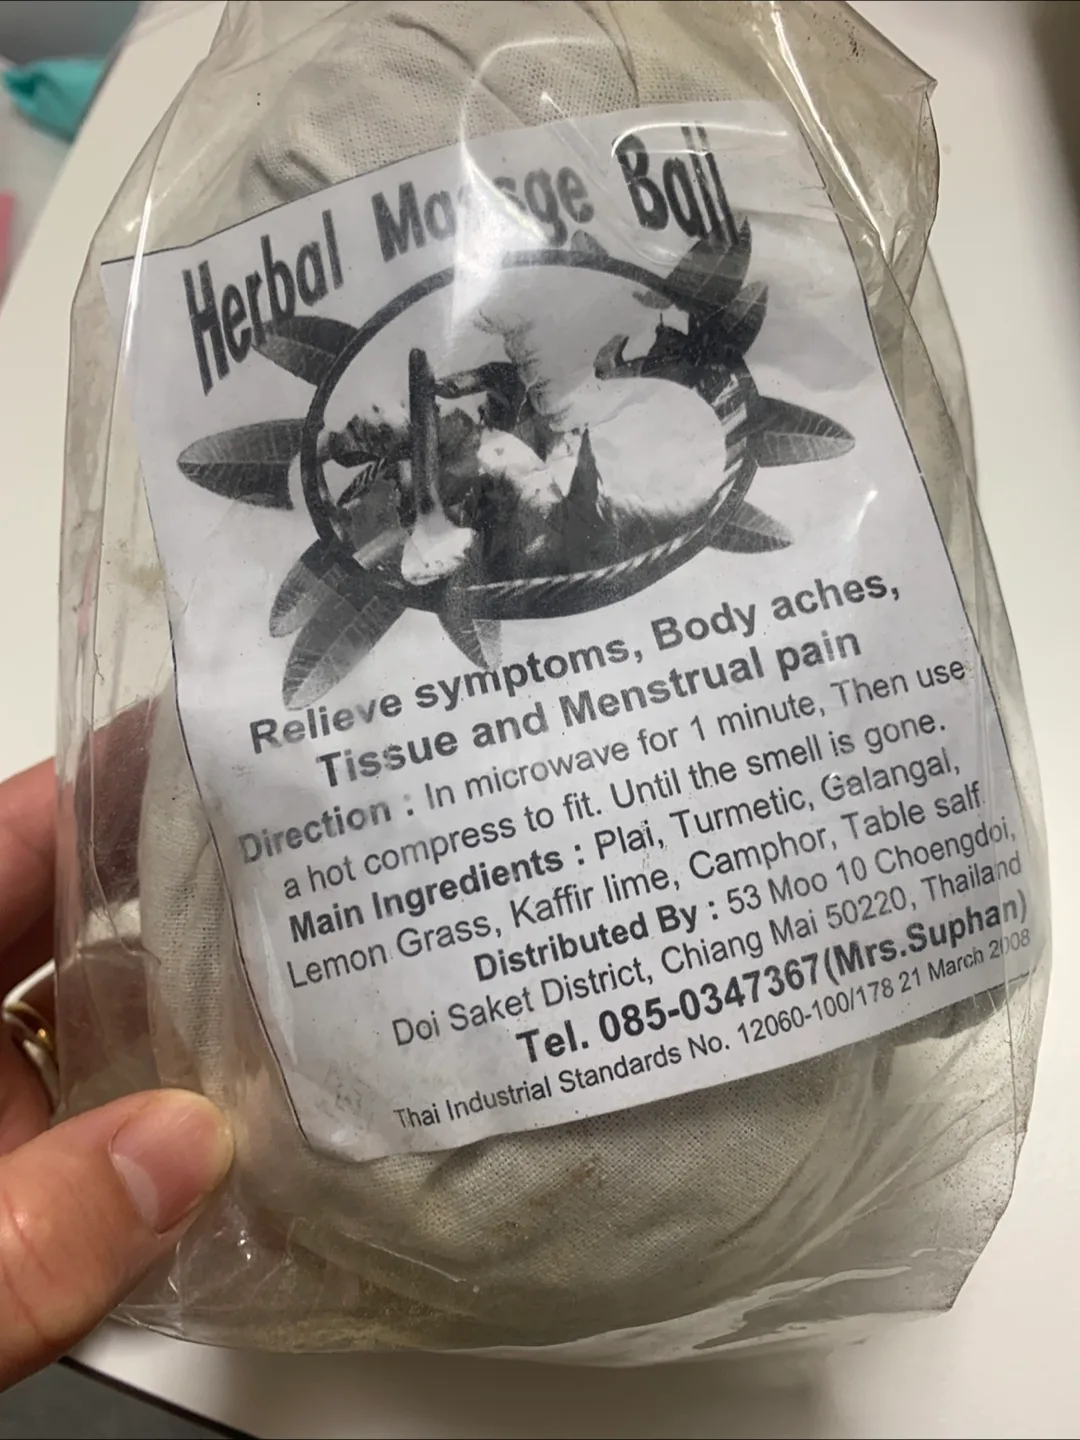 Herbal Massage Ball
Relieve symptoms, Body aches,
Tissue and Menstrual pain
Direction : In microwave for 1 minute, Then use
a hot compress to fit. Until the smell is gone.
Main Ingredients : Plai, Turmetic, Galangal,
Lemon Grass, Kaffir lime, Camphor, Table salf
Distributed By : 53 Moo 10 Choengdoi,
Doi Saket District, Chiang Mai 50220, Thailand
Tel. 085-0347367(Mrs.Suphan)
Thai Industrial Standards No. 12060-100/178 21 March 2008